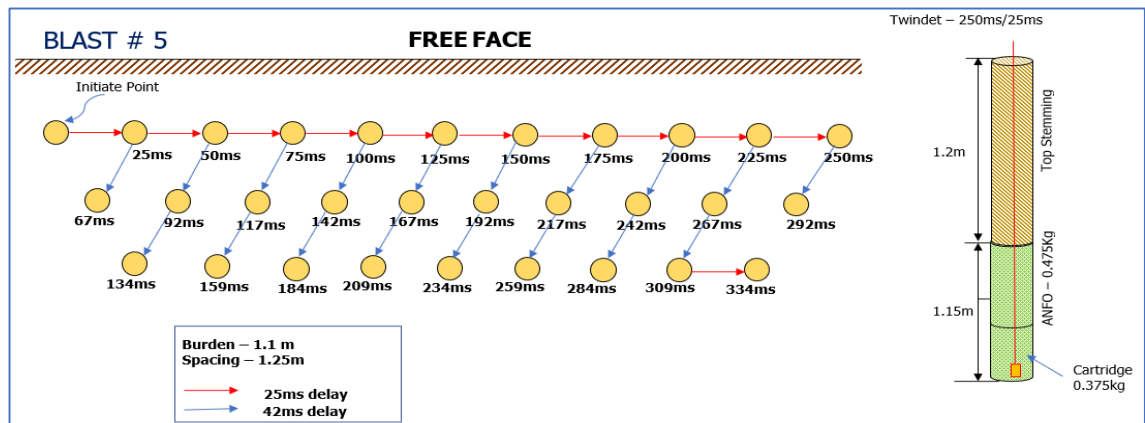 BLAST # 5
FREE FACE
Twindet – 250ms/25ms
Initiate Point
25ms
50ms
75ms
100ms
125ms
150ms
175ms
200ms
225ms
250ms
67ms
92ms
117ms
142ms
167ms
192ms
217ms
242ms
267ms
292ms
134ms
159ms
184ms
209ms
234ms
259ms
284ms
309ms
334ms
Burden – 1.1 m
Spacing – 1.25m
25ms delay
42ms delay
1.2m
Top Stemming
1.15m
ANFO – 0.475Kg
Cartridge
0.375kg